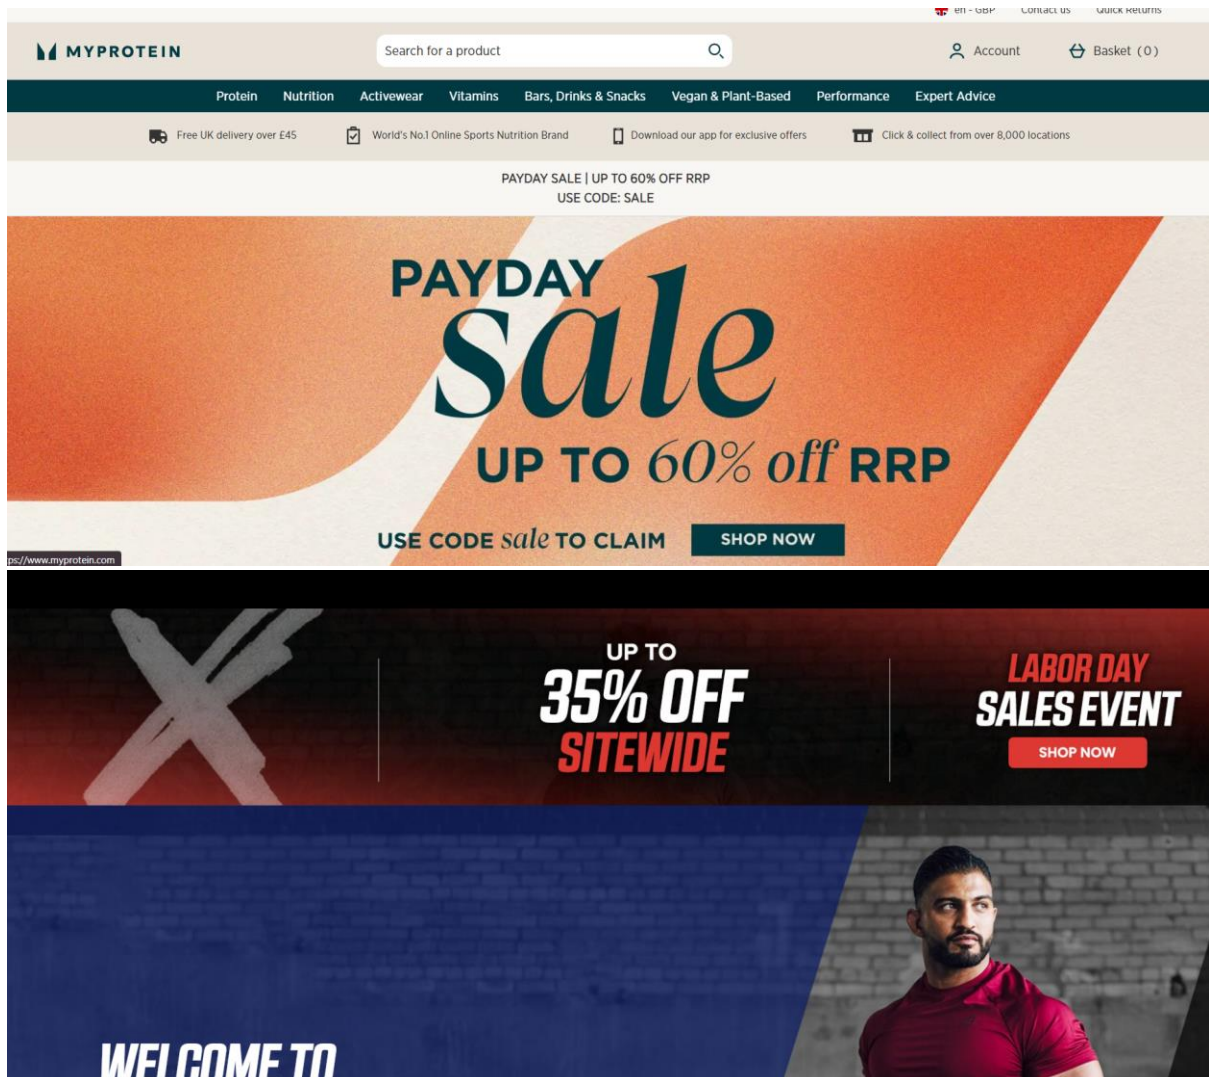 en - GBP Contact us Quick Returns
MYPROTEIN
Search for a product
Account
Basket (0)
Protein Nutrition Activewear Vitamins Bars, Drinks & Snacks Vegan & Plant-Based Performance Expert Advice
Free UK delivery over £45
World's No.1 Online Sports Nutrition Brand
Download our app for exclusive offers
Click & collect from over 8,000 locations
PAYDAY SALE | UP TO 60% OFF RRP
USE CODE: SALE
PAYDAY
sale
UP TO 60% off RRP
USE CODE sale TO CLAIM
SHOP NOW
ps://www.myprotein.com
UP TO
35% OFF
SITEWIDE
LABOR DAY
SALES EVENT
SHOP NOW
WELCOME TO